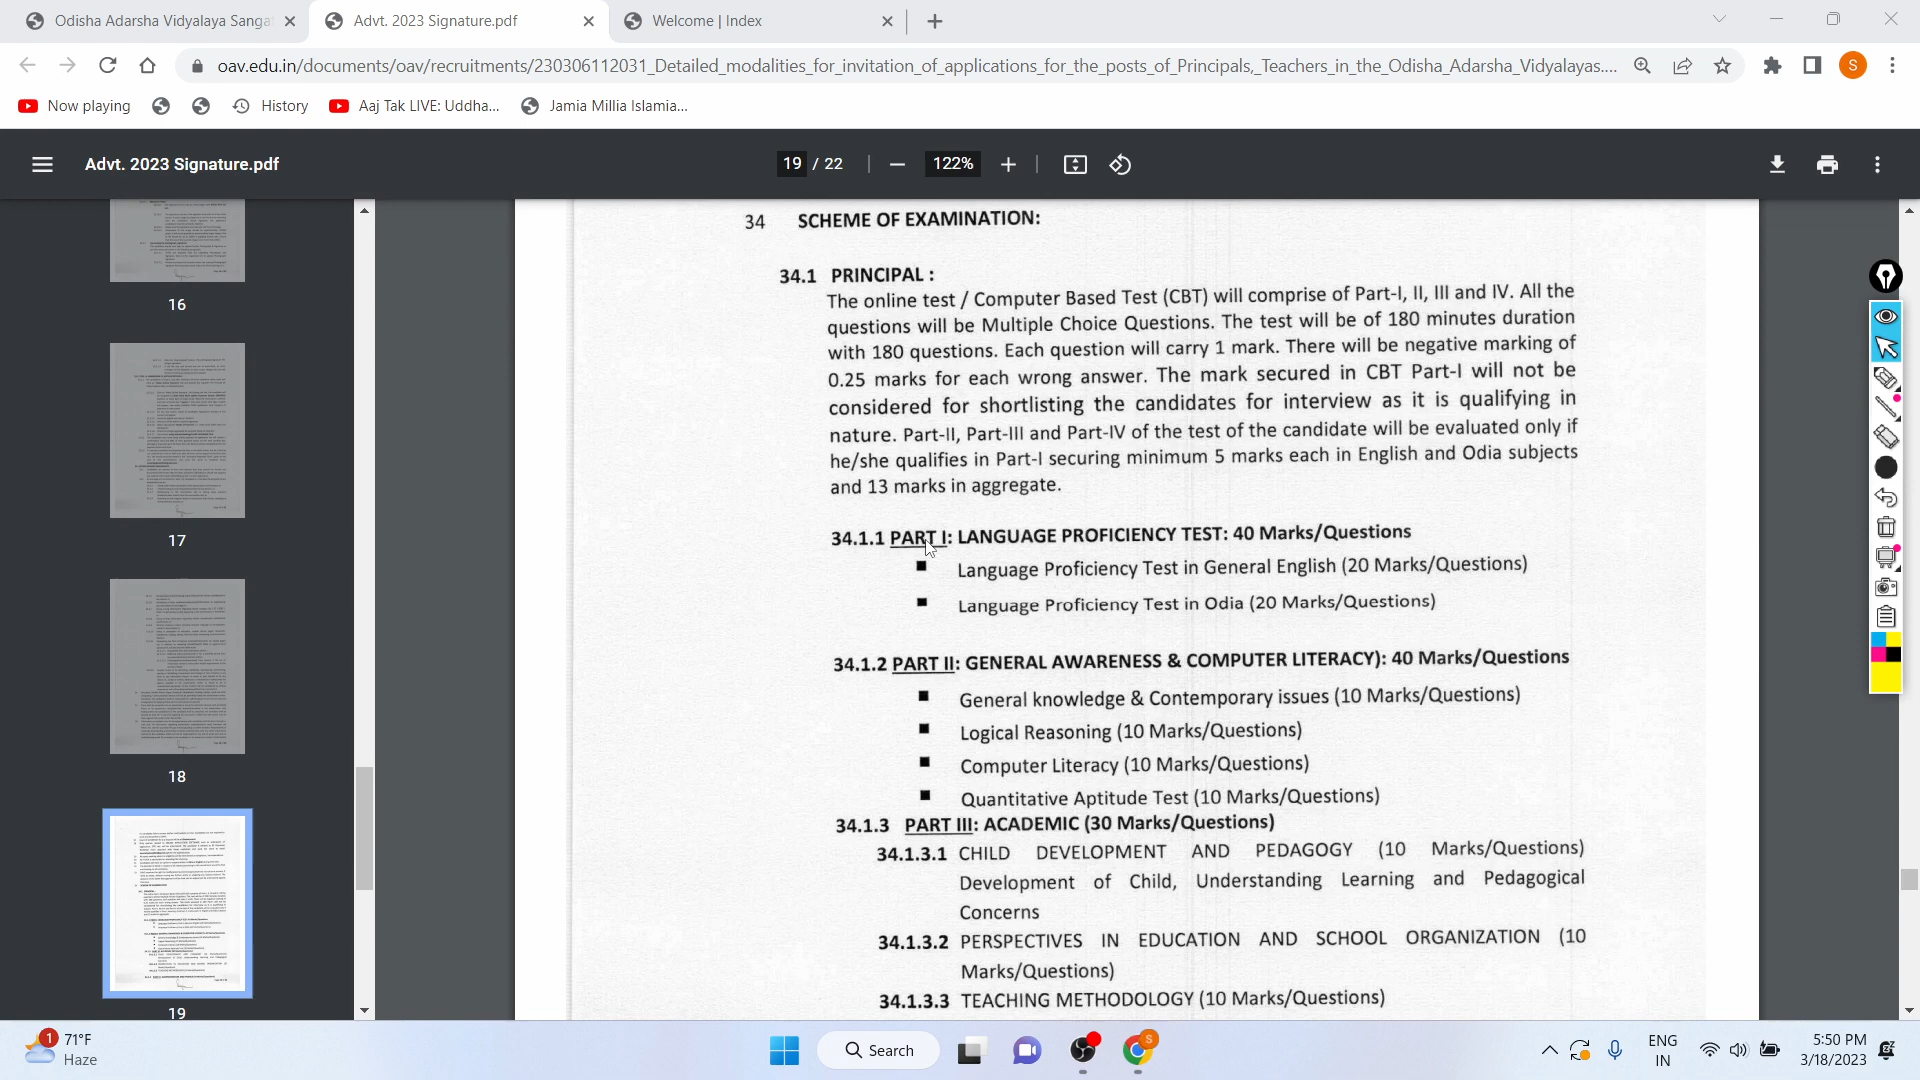 Odisha Adarsha Vidyalaya Sanga
Advt. 2023 Signature.pdf
Welcome | Index
oav.edu.in/documents/oav/recruitments/230306112031_Detailed_modalities_for_invitation_of_applications_for_the_posts_of_Principals,_Teachers_in_the_Odisha_Adarsha_Vidyalayas....
S
Now playing
History
Aaj Tak LIVE: Uddha...
Jamia Millia Islamia...
Advt. 2023 Signature.pdf
19 / 22
122%
16
17
18
19
34 SCHEME OF EXAMINATION:
34.1 PRINCIPAL :
The online test / Computer Based Test (CBT) will comprise of Part-I, II, III and IV. All the
questions will be Multiple Choice Questions. The test will be of 180 minutes duration
with 180 questions. Each question will carry 1 mark. There will be negative marking of
0.25 marks for each wrong answer. The mark secured in CBT Part-I will not be
considered for shortlisting the candidates for interview as it is qualifying in
nature. Part-II, Part-III and Part-IV of the test of the candidate will be evaluated only if
he/she qualifies in Part-I securing minimum 5 marks each in English and Odia subjects
and 13 marks in aggregate.
34.1.1 PART I: LANGUAGE PROFICIENCY TEST: 40 Marks/Questions
▪ Language Proficiency Test in General English (20 Marks/Questions)
▪ Language Proficiency Test in Odia (20 Marks/Questions)
34.1.2 PART II: GENERAL AWARENESS & COMPUTER LITERACY): 40 Marks/Questions
▪ General knowledge & Contemporary issues (10 Marks/Questions)
▪ Logical Reasoning (10 Marks/Questions)
▪ Computer Literacy (10 Marks/Questions)
▪ Quantitative Aptitude Test (10 Marks/Questions)
34.1.3 PART III: ACADEMIC (30 Marks/Questions)
34.1.3.1 CHILD DEVELOPMENT AND PEDAGOGY (10 Marks/Questions)
Development of Child, Understanding Learning and Pedagogical
Concerns
34.1.3.2 PERSPECTIVES IN EDUCATION AND SCHOOL ORGANIZATION (10
Marks/Questions)
34.1.3.3 TEACHING METHODOLOGY (10 Marks/Questions)
1
71°F
Haze
Search
S
ENG
IN
5:50 PM
3/18/2023